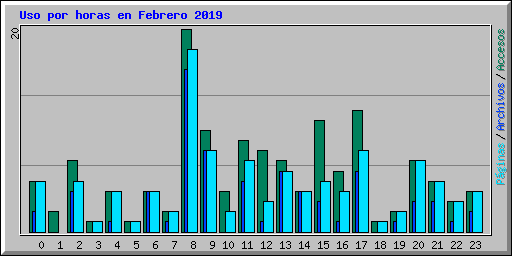 Uso por horas en Febrero 2019
20
Páginas / Archivos / Accesos
0 1 2 3 4 5 6 7 8 9 10 11 12 13 14 15 16 17 18 19 20 21 22 23